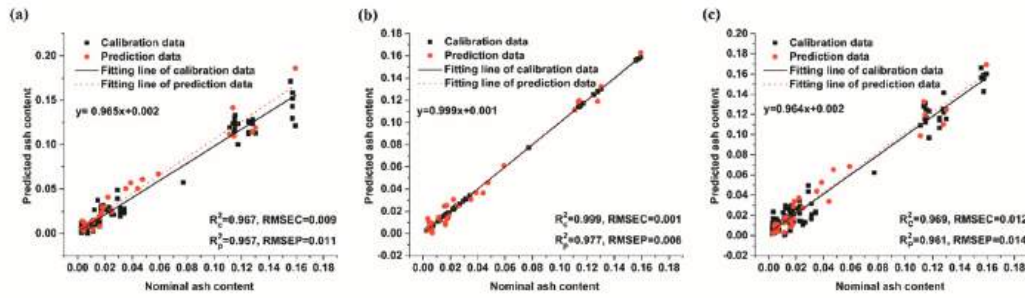 (a)
0.20
0.15
0.10
0.05
0.00
Predicted ash content
Calibration data
Prediction data
Fitting line of calibration data
Fitting line of prediction data
y= 0.965x+0.002
R²c=0.967, RMSEC=0.009
R²p=0.957, RMSEP=0.011
0.00 0.02 0.04 0.06 0.08 0.10 0.12 0.14 0.16 0.18
Nominal ash content
(b)
0.18
0.16
0.14
0.12
0.10
0.08
0.06
0.04
0.02
0.00
-0.02
Predicted ash content
Calibration data
Prediction data
Fitting line of calibration data
Fitting line of prediction data
y=0.999x+0.001
R²c=0.999, RMSEC=0.001
R²p=0.977, RMSEP=0.006
0.00 0.02 0.04 0.06 0.08 0.10 0.12 0.14 0.16 0.18
Nominal ash content
(c)
0.20
0.18
0.16
0.14
0.12
0.10
0.08
0.06
0.04
0.02
0.00
-0.02
Predicted ash content
Calibration data
Prediction data
Fitting line of calibration data
Fitting line of prediction data
y=0.964x+0.002
R²c=0.969, RMSEC=0.012
R²p=0.961, RMSEP=0.014
0.00 0.02 0.04 0.06 0.08 0.10 0.12 0.14 0.16 0.18
Nominal ash content